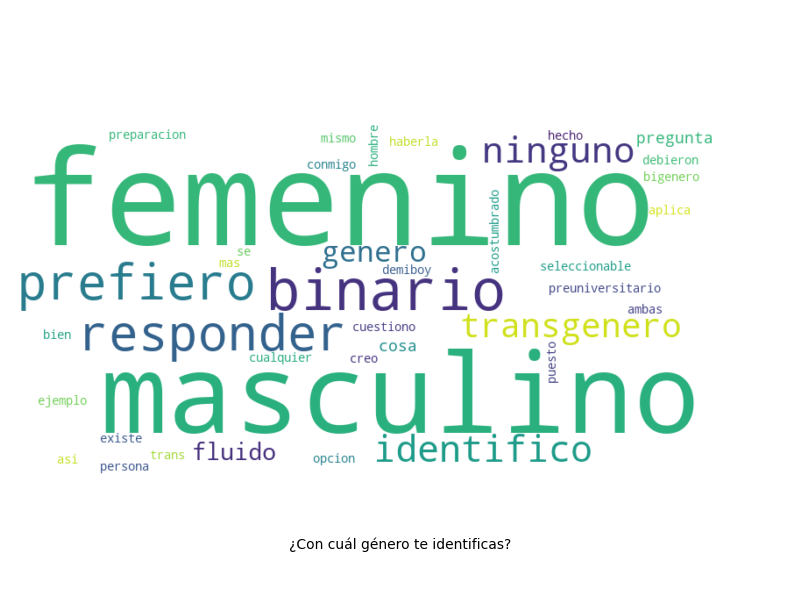 preparacion
mismo
hombre
haberla
hecho
pregunta
ninguno
femenino
conmigo
debieron
bigenero
aplica
acostumbrado
se
genero
mas
demiboy
seleccionable
prefiero
binario
preuniversitario
ambas
bien
responder
cuestiono
transgenero
cosa
cualquier
creo
puesto
masculino
ejemplo
existe
fluido
identifico
asi
trans
opcion
persona
¿Con cuál género te identificas?